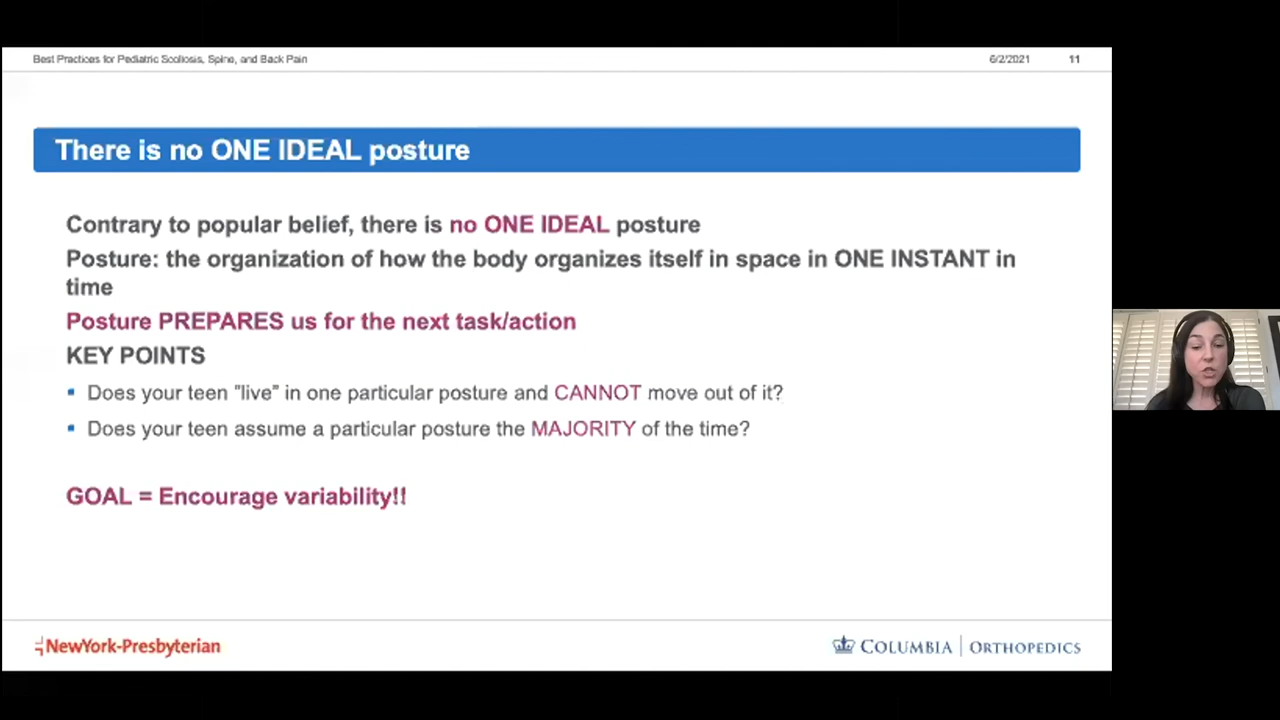 Best Practices for Pediatric Scoliosis, Spine, and Back Pain
6/2/2021
11
There is no ONE IDEAL posture
Contrary to popular belief, there is no ONE IDEAL posture
Posture: the organization of how the body organizes itself in space in ONE INSTANT in
time
Posture PREPARES us for the next task/action
KEY POINTS
▪ Does your teen "live" in one particular posture and CANNOT move out of it?
▪ Does your teen assume a particular posture the MAJORITY of the time?
GOAL = Encourage variability!!
NewYork-Presbyterian
COLUMBIA | ORTHOPEDICS